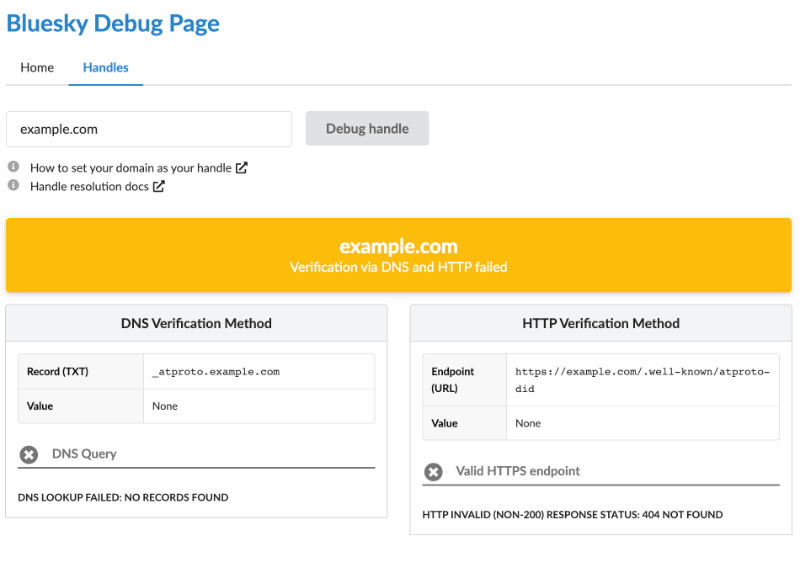 Bluesky Debug Page
Home Handles
example.com Debug handle
How to set your domain as your handle
Handle resolution docs
example.com
Verification via DNS and HTTP failed
DNS Verification Method
Record (TXT) _atproto.example.com
Value None
DNS Query
DNS LOOKUP FAILED: NO RECORDS FOUND
HTTP Verification Method
Endpoint (URL) https://example.com/.well-known/atproto-
did
Value None
Valid HTTPS endpoint
HTTP INVALID (NON-200) RESPONSE STATUS: 404 NOT FOUND